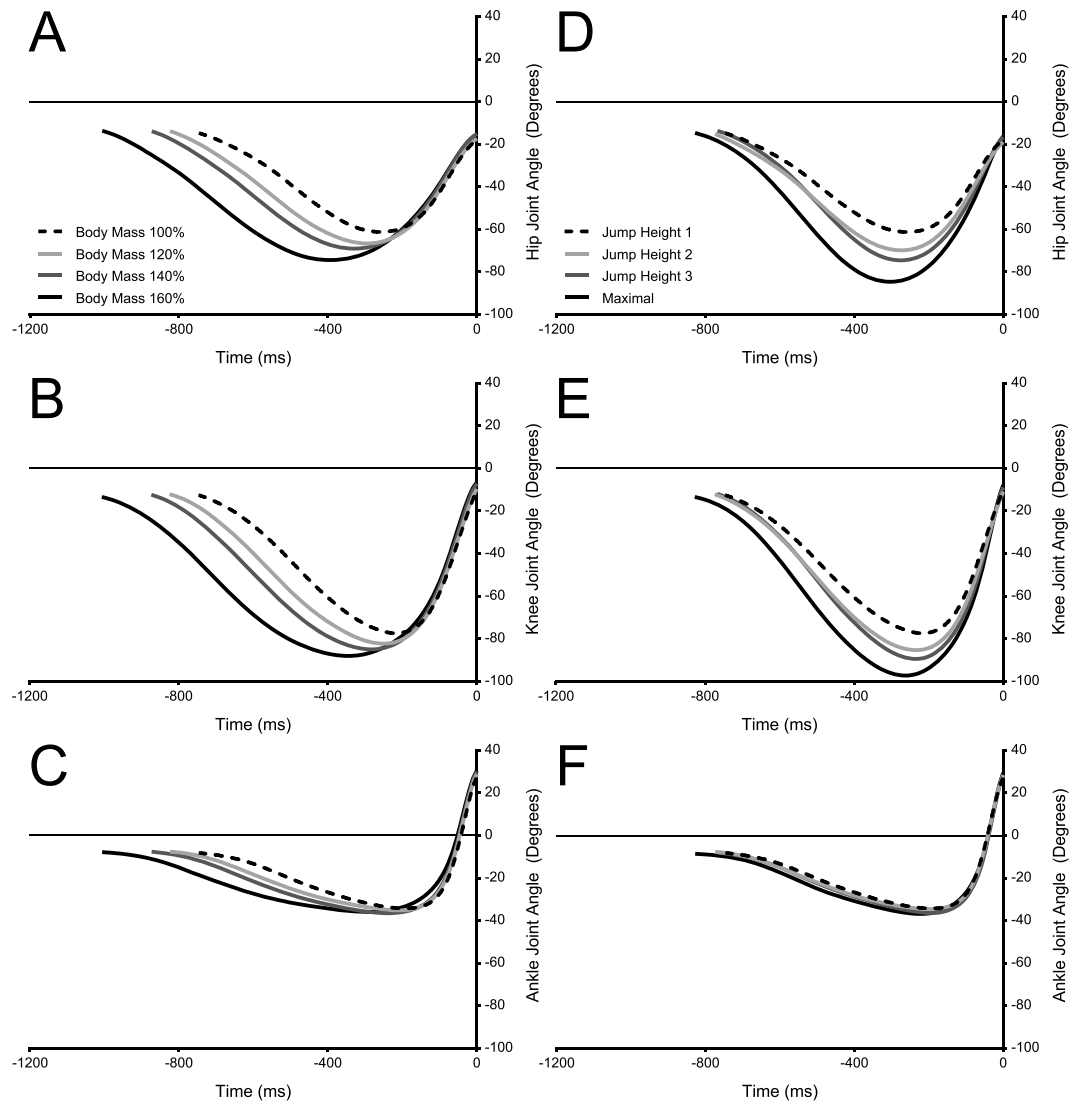 A
40
20
0
-20
-40
-60
-80
-100
Hip Joint Angle (Degrees)
Body Mass 100%
Body Mass 120%
Body Mass 140%
Body Mass 160%
-1200
-800
-400
0
Time (ms)
D
40
20
0
-20
-40
-60
-80
-100
Hip Joint Angle (Degrees)
Jump Height 1
Jump Height 2
Jump Height 3
Maximal
-1200
-800
-400
0
Time (ms)
B
40
20
0
-20
-40
-60
-80
-100
Knee Joint Angle (Degrees)
-1200
-800
-400
0
Time (ms)
E
40
20
0
-20
-40
-60
-80
-100
Knee Joint Angle (Degrees)
-1200
-800
-400
0
Time (ms)
C
40
20
0
-20
-40
-60
-80
-100
Ankle Joint Angle (Degrees)
-1200
-800
-400
0
Time (ms)
F
40
20
0
-20
-40
-60
-80
-100
Ankle Joint Angle (Degrees)
-1200
-800
-400
0
Time (ms)